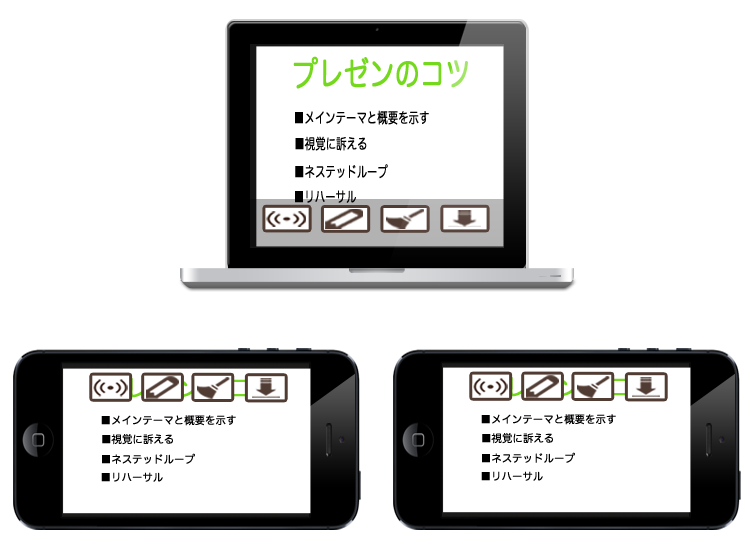 プレゼンのコツ
■メインテーマと概要を示す
■視覚に訴える
■ネステッドループ
■リハーサル
■メインテーマと概要を示す
■視覚に訴える
■ネステッドループ
■リハーサル
■メインテーマと概要を示す
■視覚に訴える
■ネステッドループ
■リハーサル